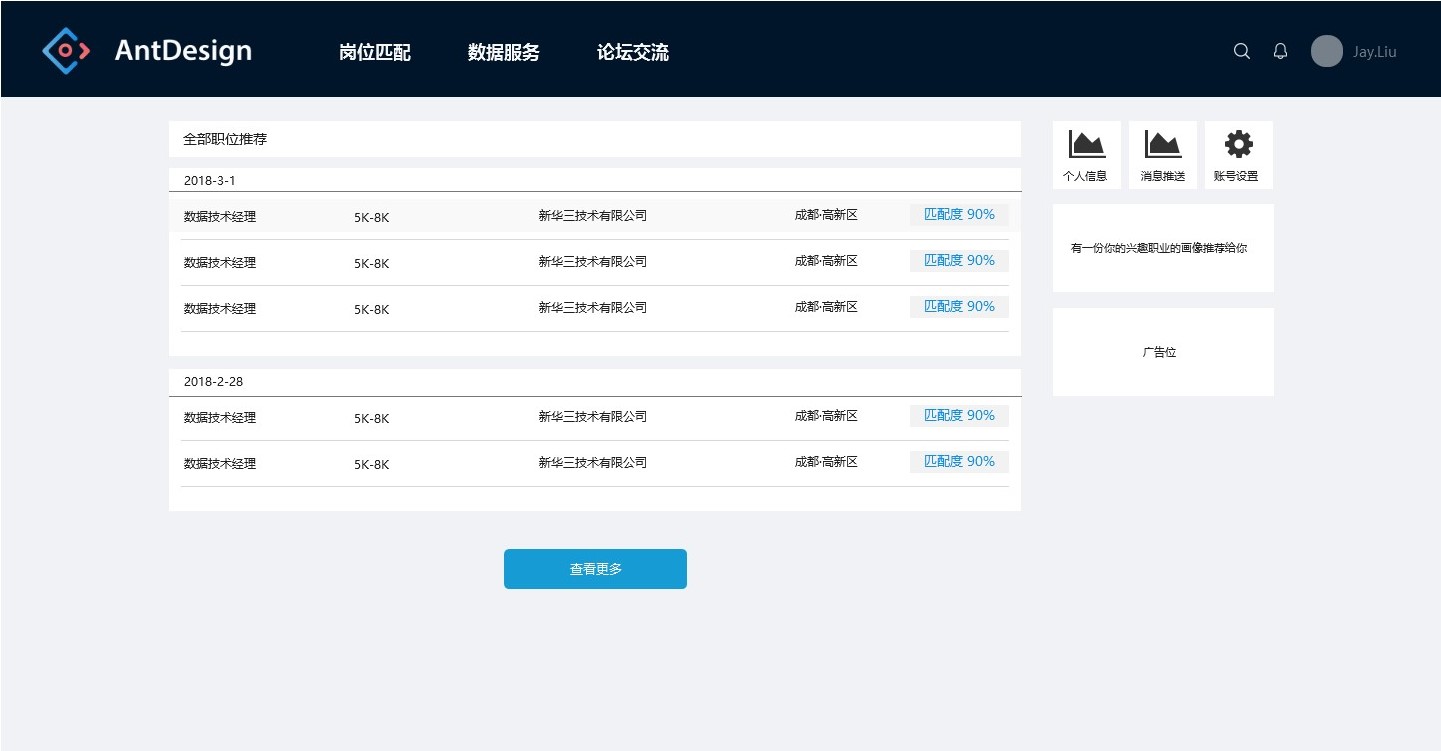 AntDesign 岗位匹配 数据服务 论坛交流 Jay.Liu
全部职位推荐
2018-3-1
数据技术经理 5K-8K 新华三技术有限公司 成都·高新区 匹配度 90%
数据技术经理 5K-8K 新华三技术有限公司 成都·高新区 匹配度 90%
数据技术经理 5K-8K 新华三技术有限公司 成都·高新区 匹配度 90%
2018-2-28
数据技术经理 5K-8K 新华三技术有限公司 成都·高新区 匹配度 90%
数据技术经理 5K-8K 新华三技术有限公司 成都·高新区 匹配度 90%
查看更多
个人信息 消息推送 账号设置
有一份你的兴趣职业的画像推荐给你
广告位